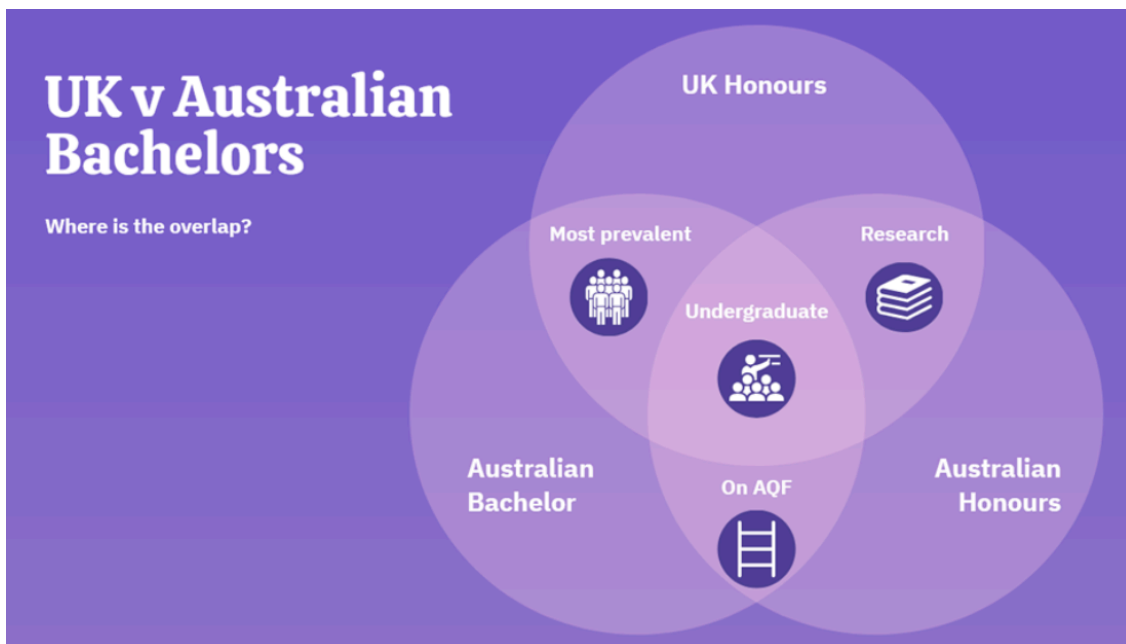 UK v Australian
Bachelors
Where is the overlap?
UK Honours
Most prevalent
Research
Undergraduate
Australian
Bachelor
On AQF
Australian
Honours